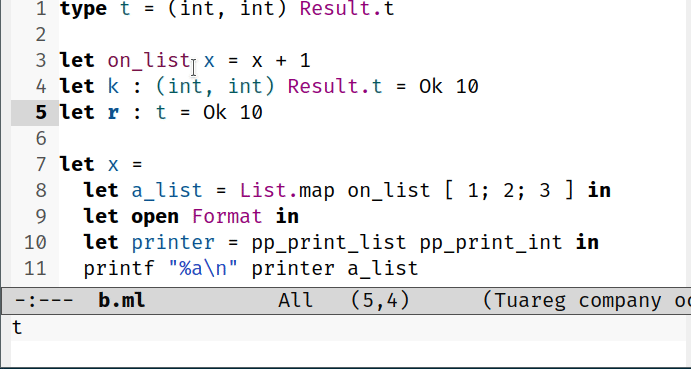 1 type t = (int, int) Result.t
2
3 let on_list x = x + 1
4 let k : (int, int) Result.t = Ok 10
5 let r : t = Ok 10
6
7 let x =
8   let a_list = List.map on_list [ 1; 2; 3 ] in
9   let open Format in
10   let printer = pp_print_list pp_print_int in
11   printf "%a\n" printer a_list
-:--- b.ml All (5,4) (Tuareg company
t